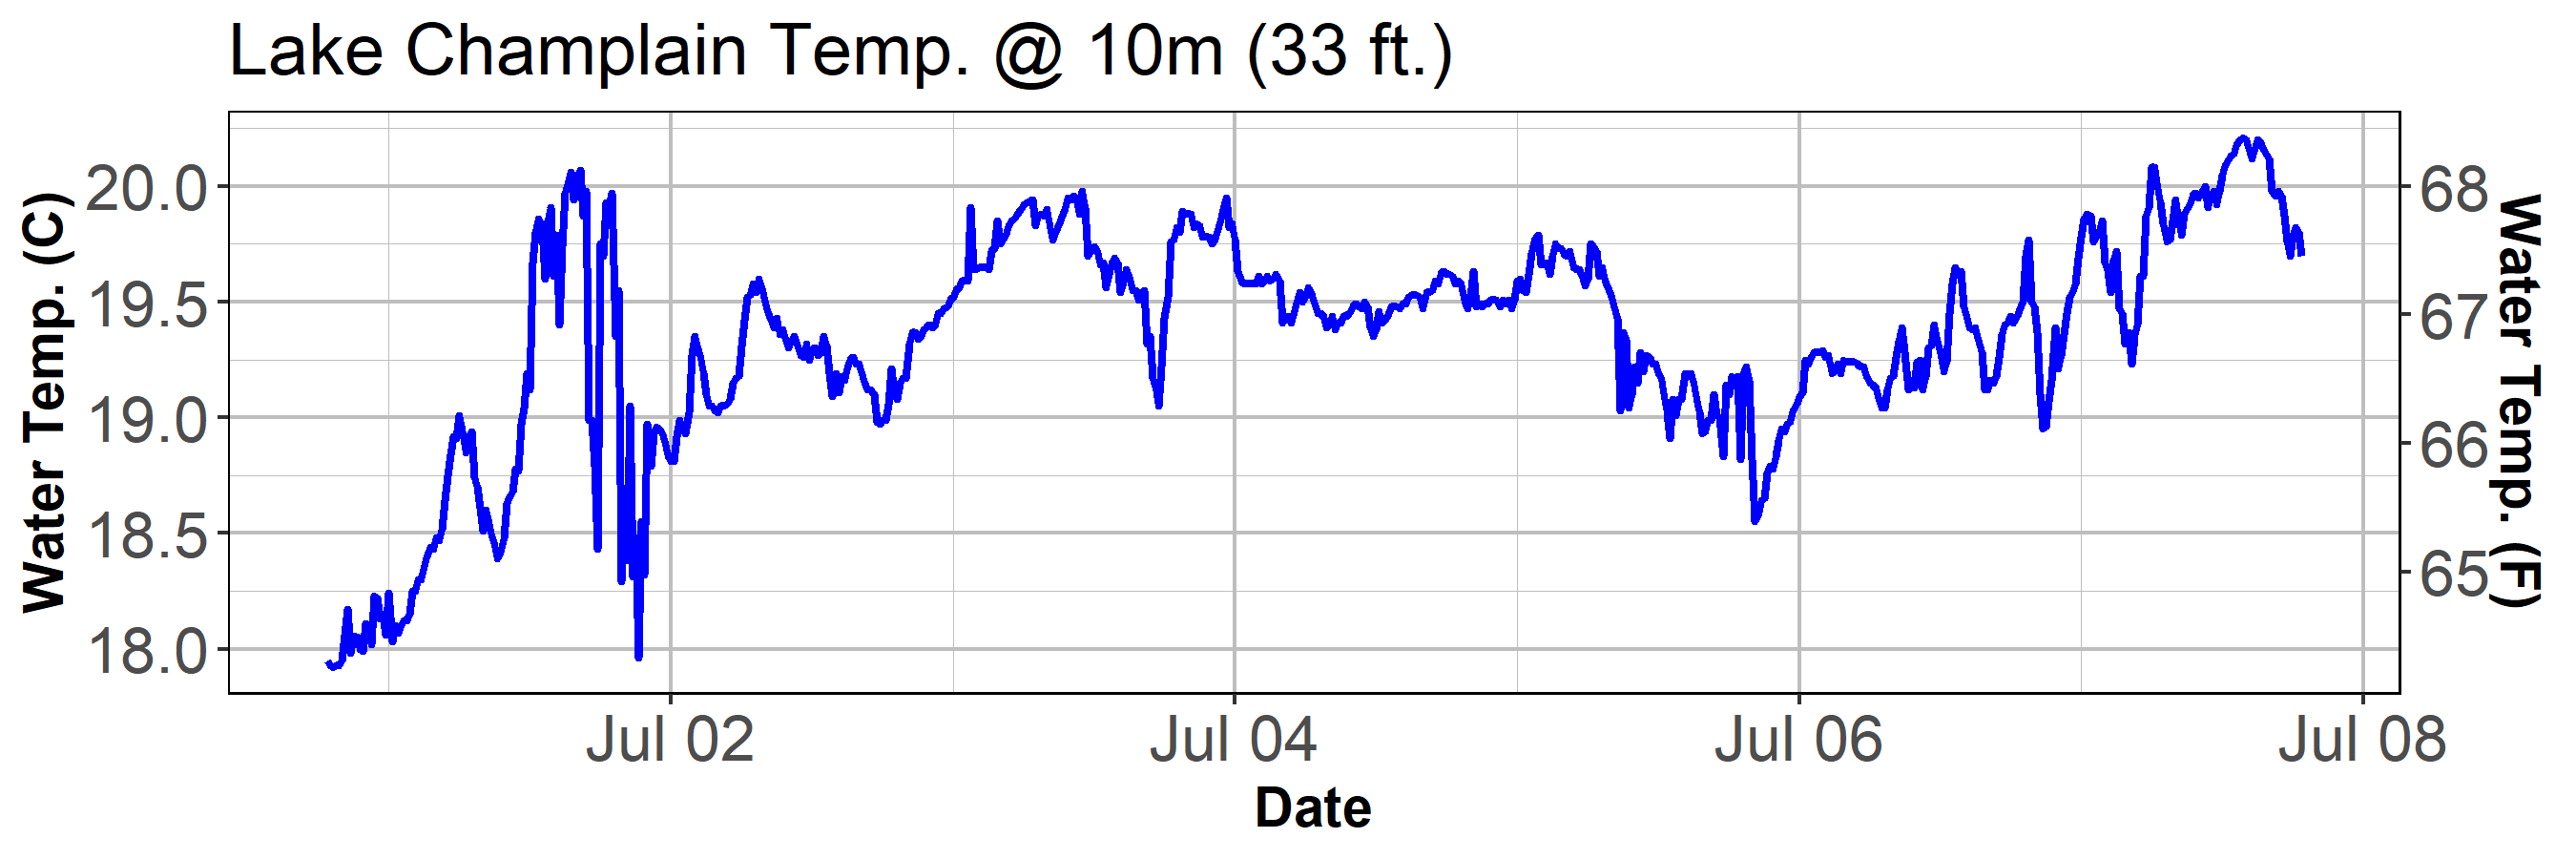 Lake Champlain Temp. @ 10m (33 ft.)
Water Temp. (C)
20.0
19.5
19.0
18.5
18.0
68
67
66
65
Water Temp. (F)
Jul 02
Jul 04
Jul 06
Jul 08
Date